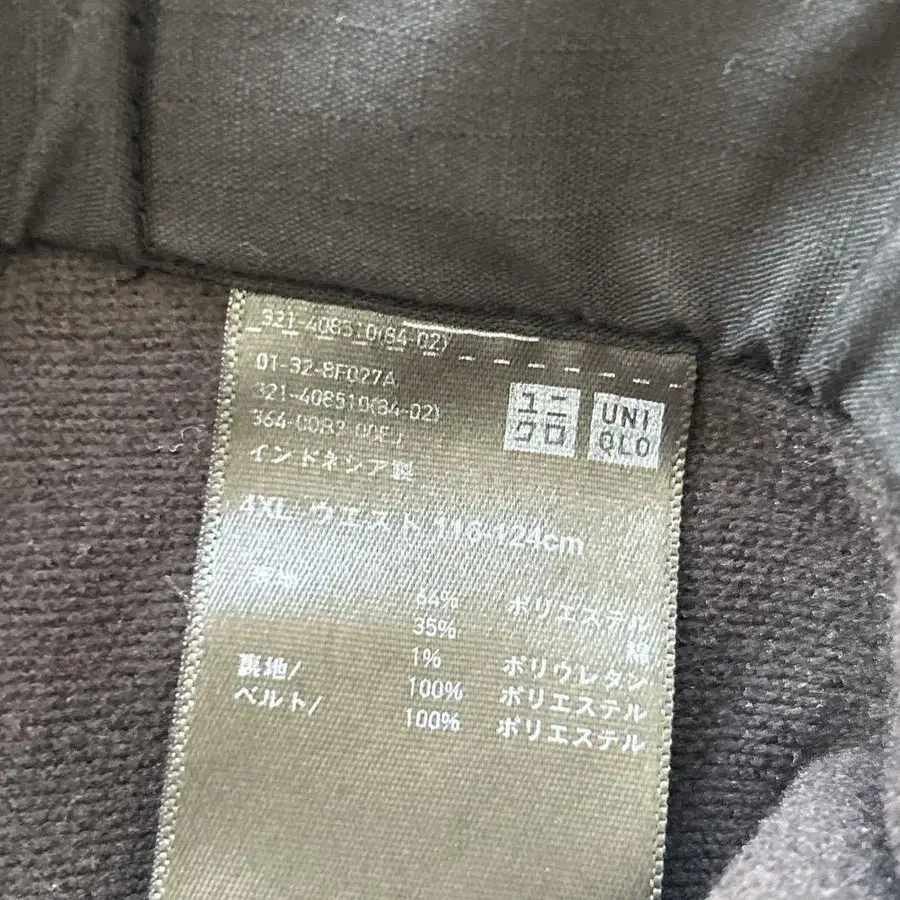 321-408510(84-02)
01-32-8F027A
321-408510(84-02)
インドネシア製
ユニ
クロ
UNI
QLO
4XL ウエスト 116-124cm
64% ポリエステル
35% 綿
1% ポリウレタン
裏地/ 100% ポリエステル
ベルト/ 100% ポリエステル